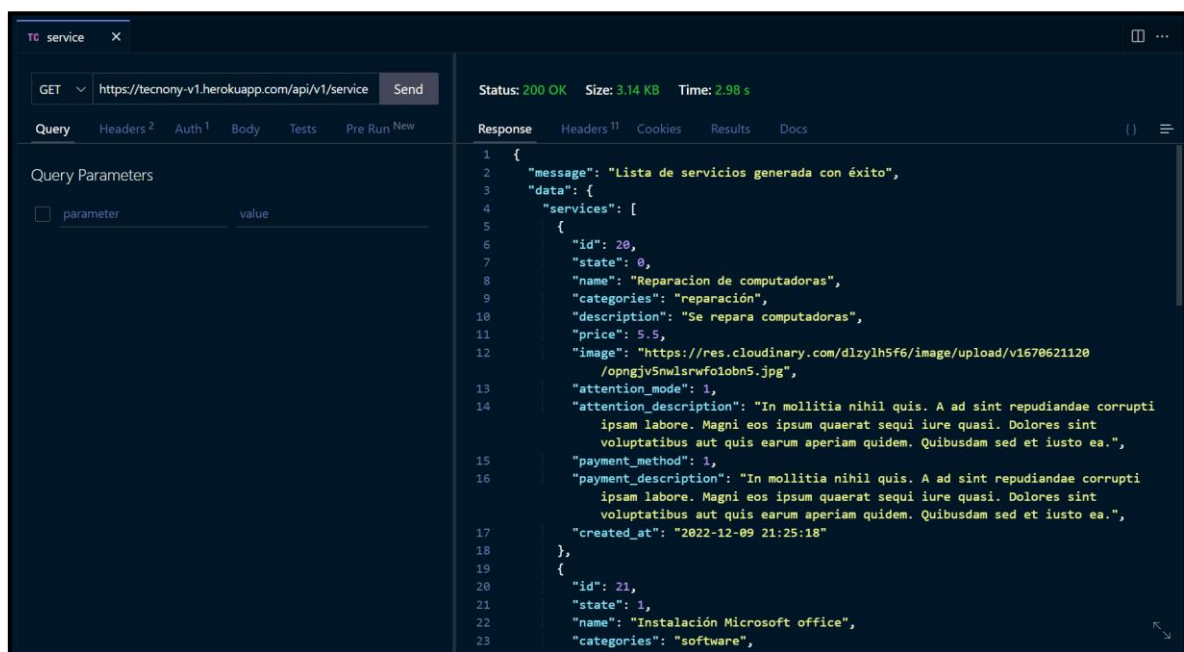 TC service ×
GET https://tecnony-v1.herokuapp.com/api/v1/service Send
Query Headers 2 Auth 1 Body Tests Pre Run New
Query Parameters
parameter value
Status: 200 OK Size: 3.14 KB Time: 2.98 s
Response Headers 11 Cookies Results Docs { }
1 {
2 "message": "Lista de servicios generada con éxito",
3 "data": {
4 "services": [
5 {
6 "id": 20,
7 "state": 0,
8 "name": "Reparacion de computadoras",
9 "categories": "reparación",
10 "description": "Se repara computadoras",
11 "price": 5.5,
12 "image": "https://res.cloudinary.com/dlzylh5f6/image/upload/v1670621120
/opngjv5nwlsrwfo1obn5.jpg",
13 "attention_mode": 1,
14 "attention_description": "In mollitia nihil quis. A ad sint repudiandae corrupti
ipsam labore. Magni eos ipsum quaerat sequi iure quasi. Dolores sint
voluptatibus aut quis earum aperiam quidem. Quibusdam sed et iusto ea.",
15 "payment_method": 1,
16 "payment_description": "In mollitia nihil quis. A ad sint repudiandae corrupti
ipsam labore. Magni eos ipsum quaerat sequi iure quasi. Dolores sint
voluptatibus aut quis earum aperiam quidem. Quibusdam sed et iusto ea.",
17 "created_at": "2022-12-09 21:25:18"
18 },
19 {
20 "id": 21,
21 "state": 1,
22 "name": "Instalación Microsoft office",
23 "categories": "software",